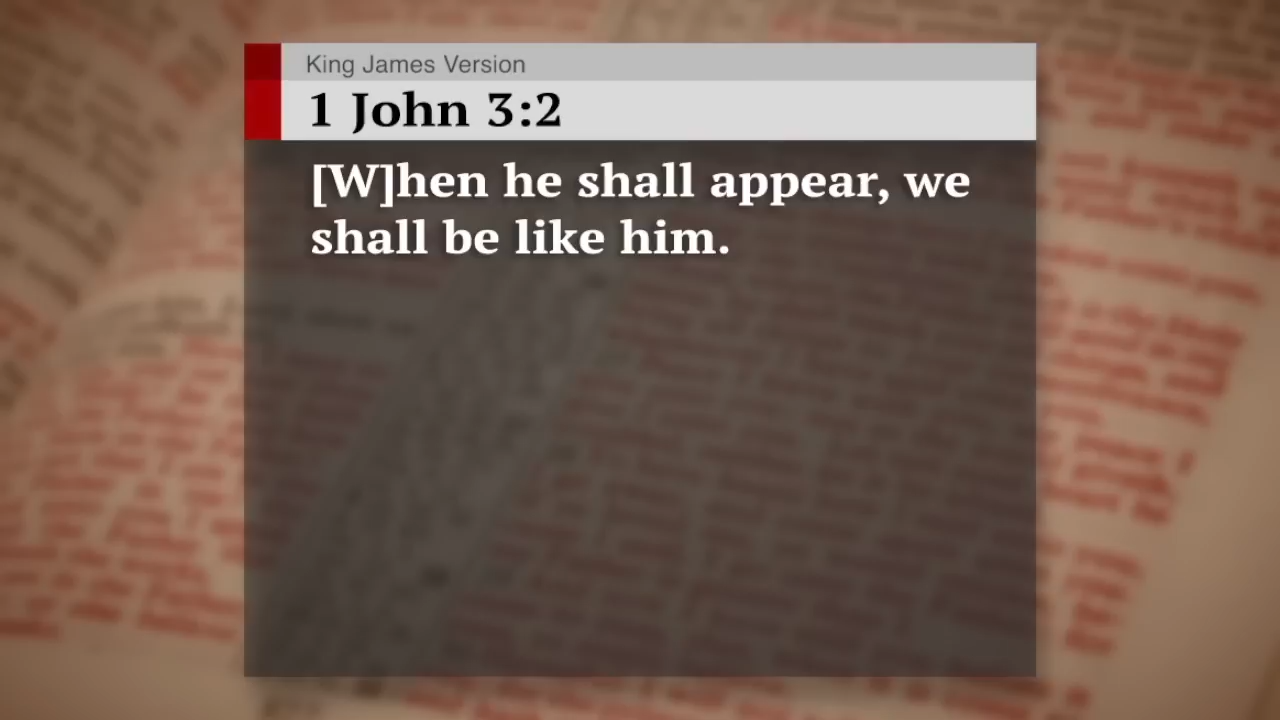 King James Version
1 John 3:2
[W]hen he shall appear, we
shall be like him.